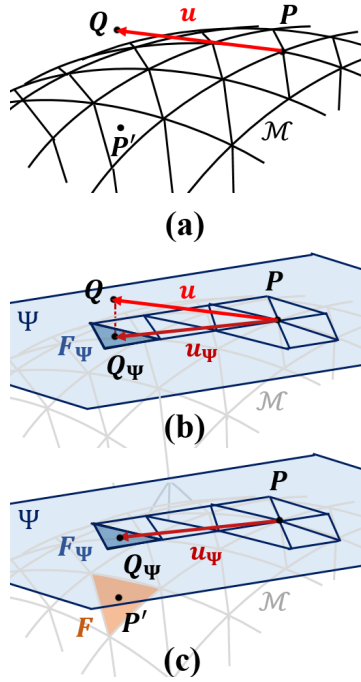 Q u P
P′ ℳ
(a)
Q u P
Ψ
F_Ψ u_Ψ
Q_Ψ ℳ
(b)
P
Ψ
F_Ψ u_Ψ
Q_Ψ
F P′ ℳ
(c)